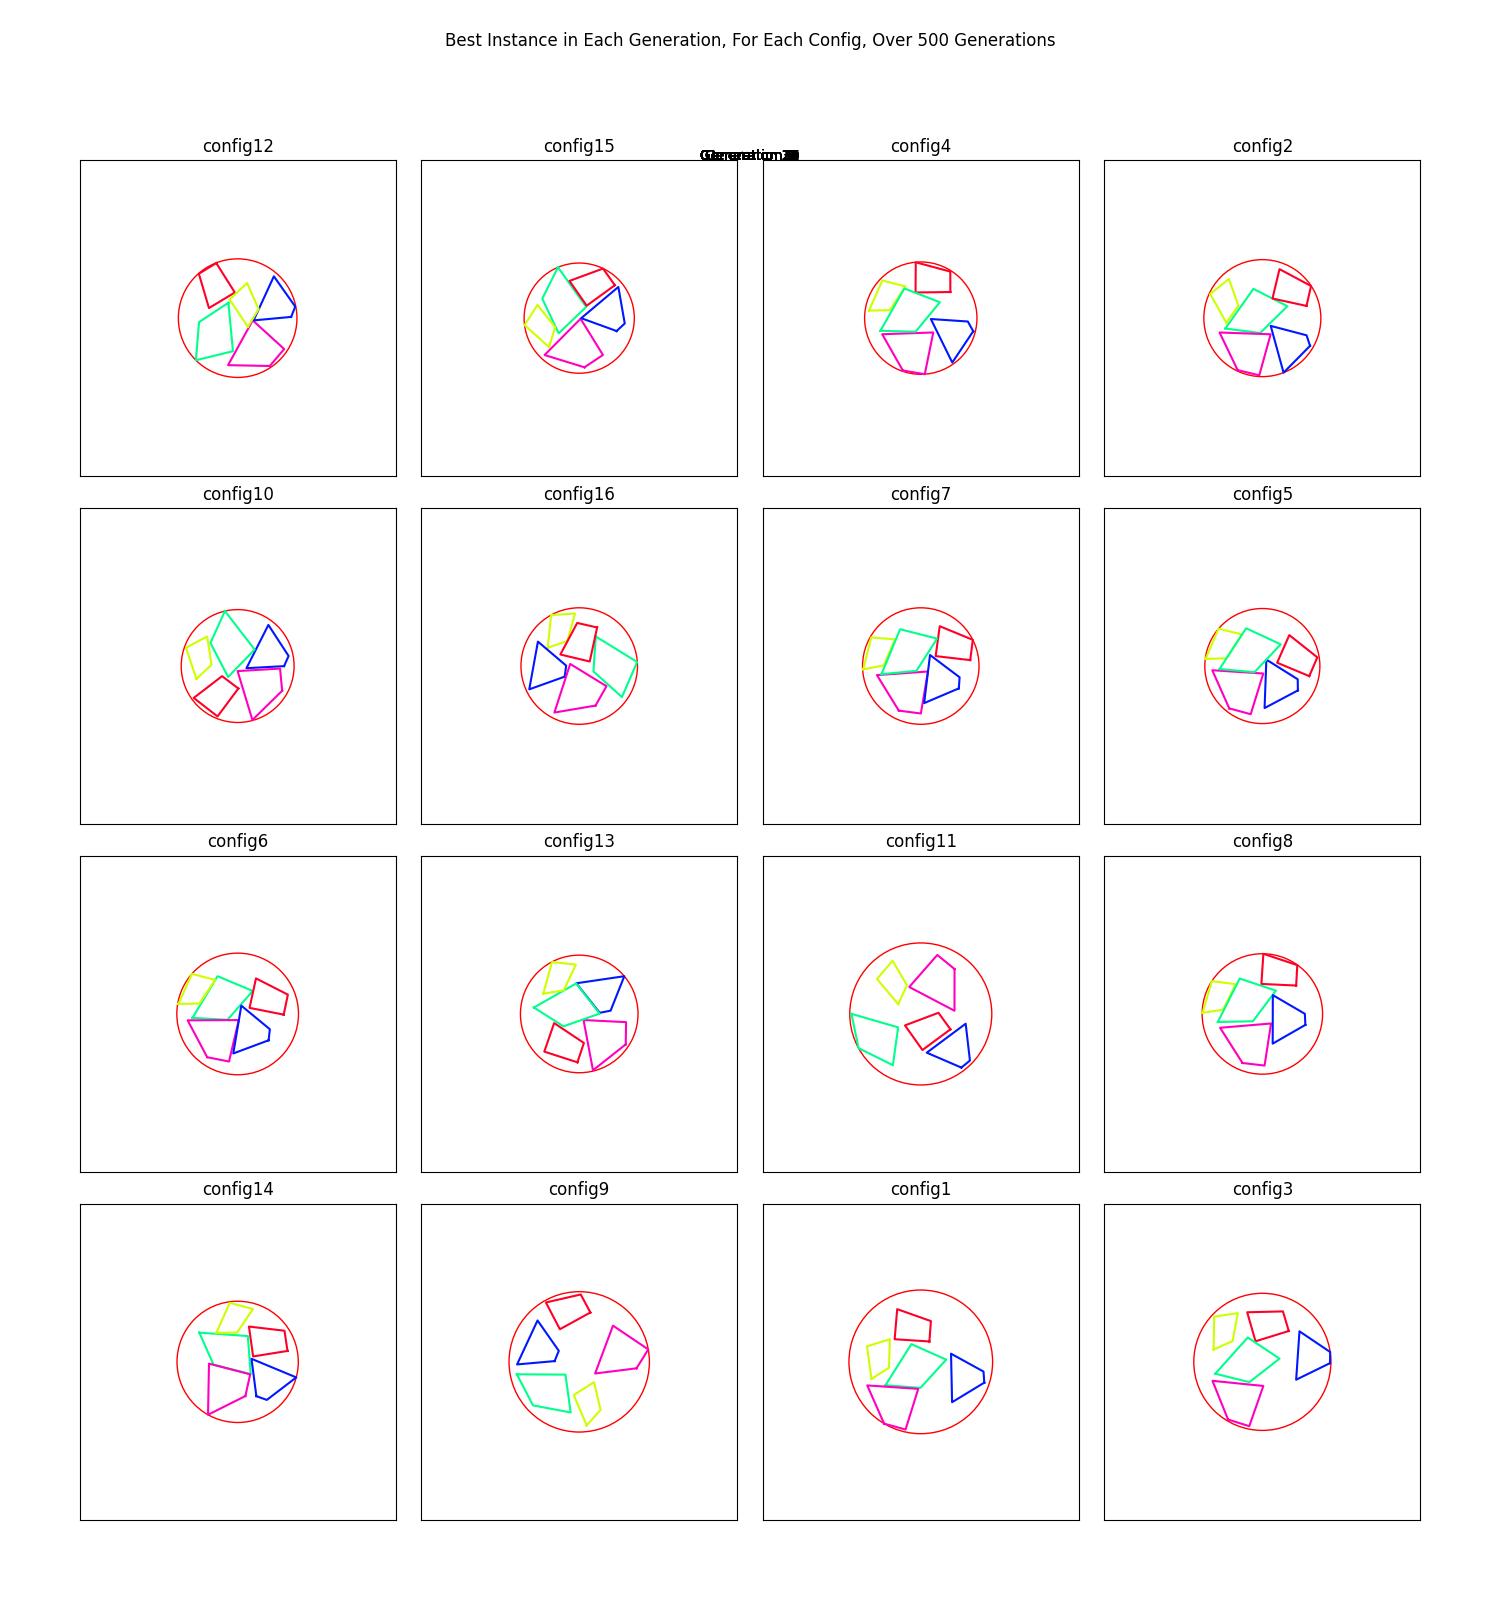 Best Instance in Each Generation, For Each Config, Over 500 Generations
config12
config15
config4
config2
config10
config16
config7
config5
config6
config13
config11
config8
config14
config9
config1
config3